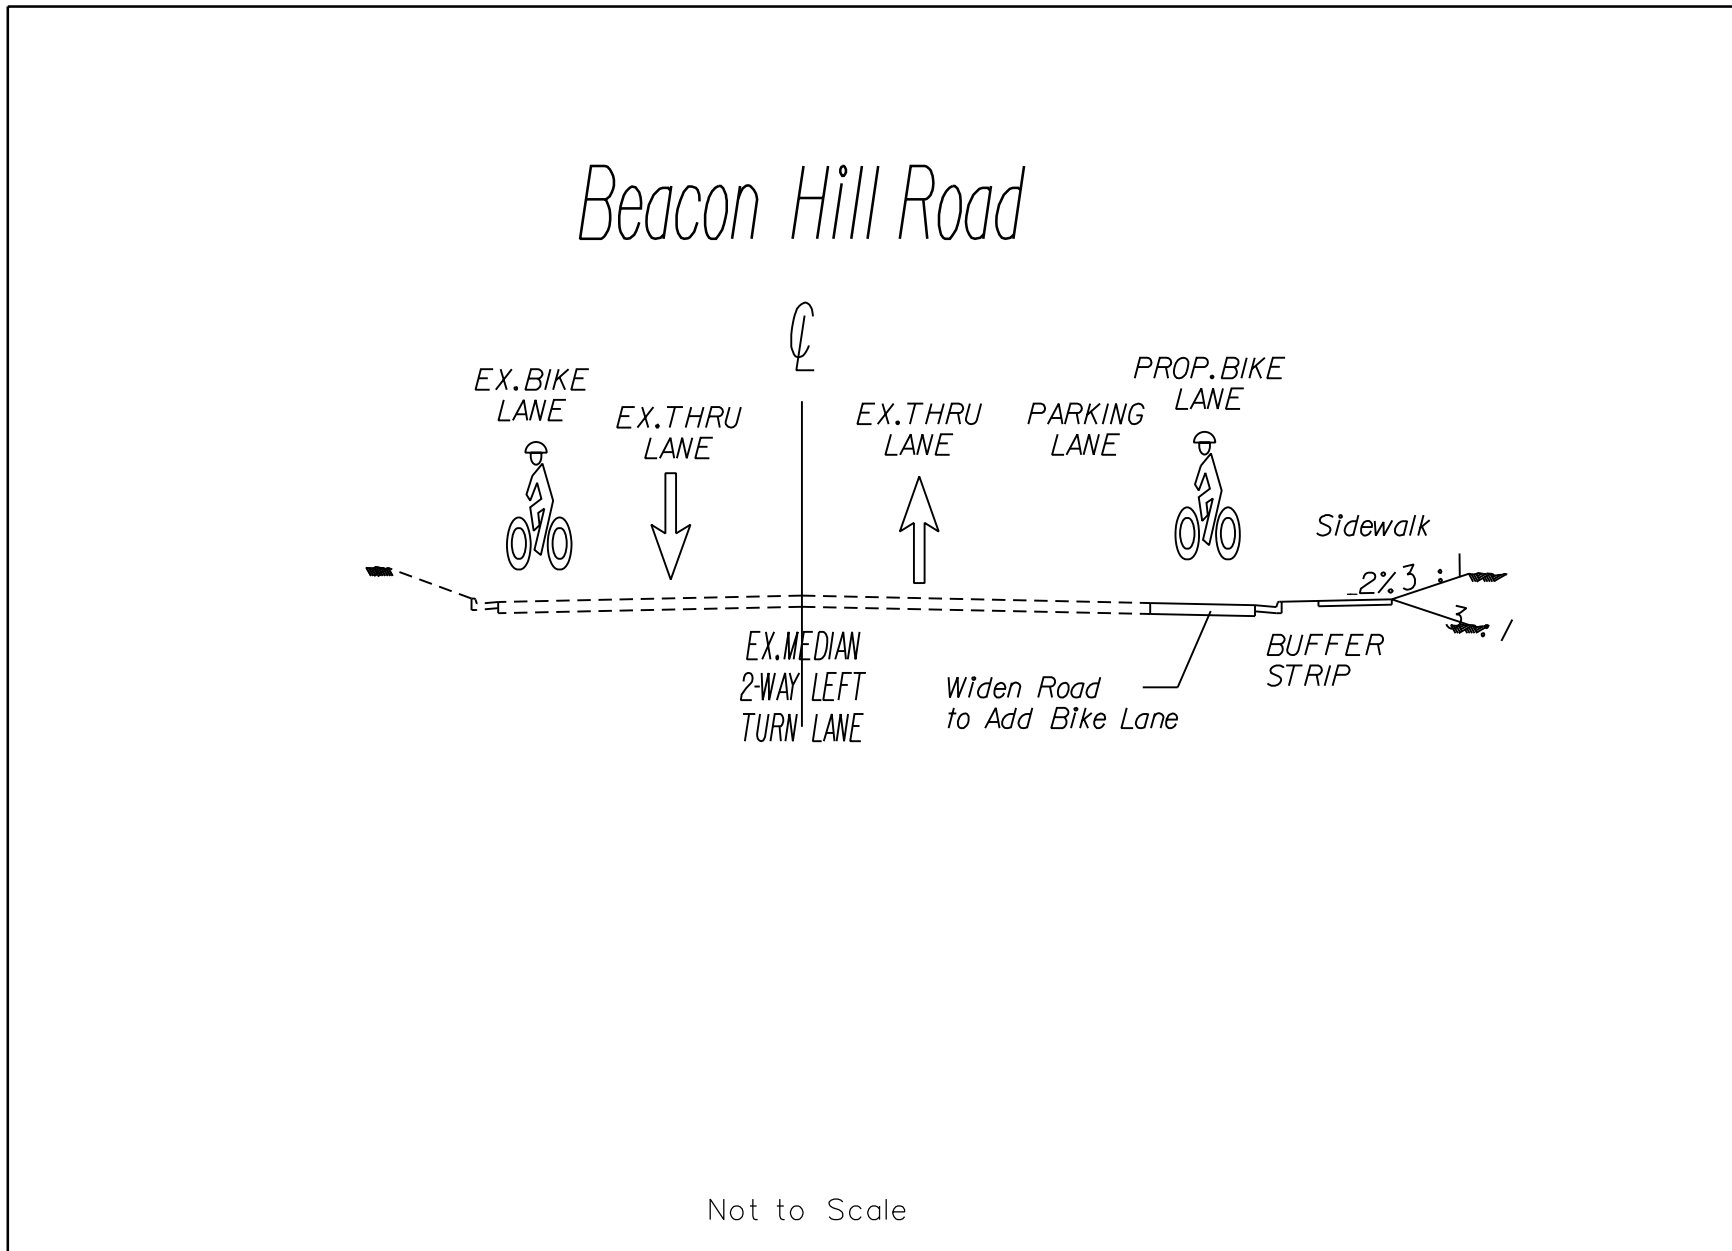 Beacon Hill Road
CL
EX. BIKE
LANE
EX. THRU
LANE
EX. THRU
LANE
PARKING
LANE
PROP. BIKE
LANE
Sidewalk
2%
3 : 1
3 : 1
EX. MEDIAN
2-WAY LEFT
TURN LANE
Widen Road
to Add Bike Lane
BUFFER
STRIP
Not to Scale